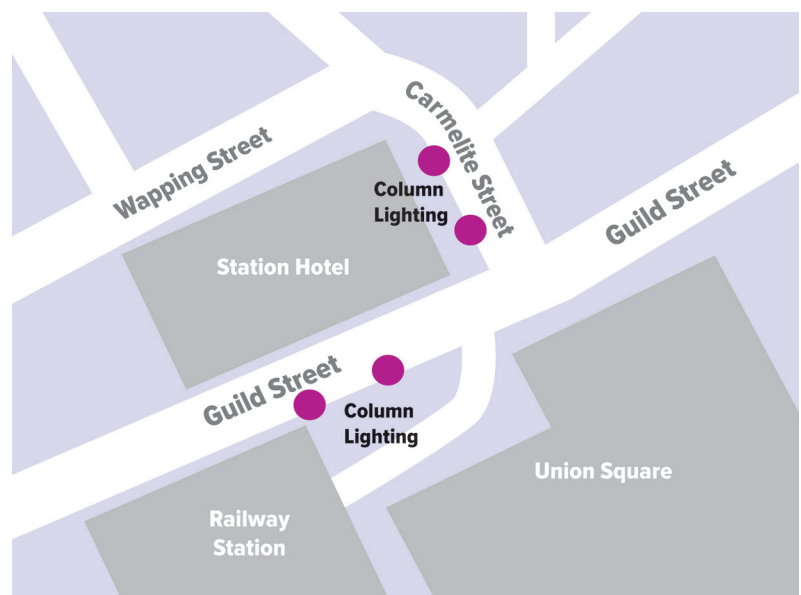 Carmelite Street
Wapping Street
Guild Street
Column
Lighting
Station Hotel
Guild Street
Column
Lighting
Union Square
Railway
Station